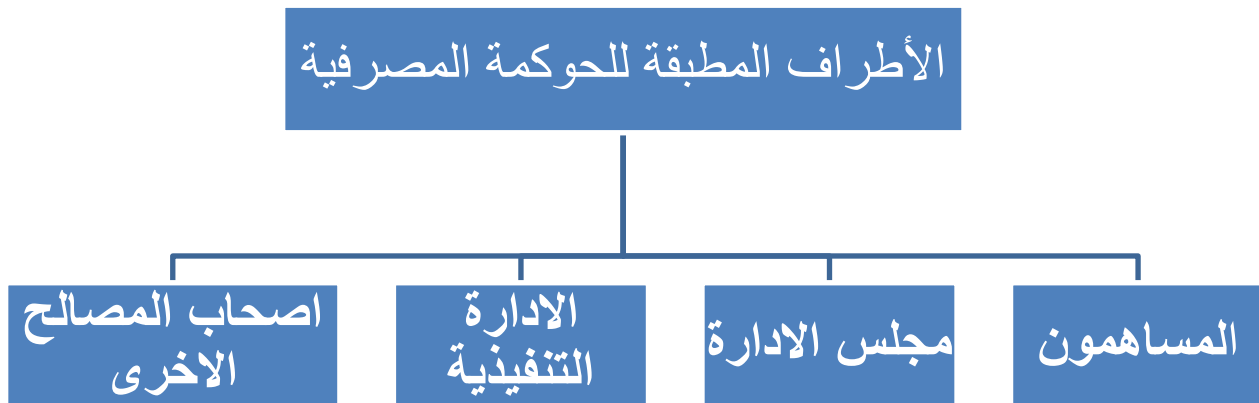 الأطراف المطبقة للحوكمة المصرفية
المساهمون
مجلس الادارة
الادارة
التنفيذية
اصحاب المصالح
الاخرى